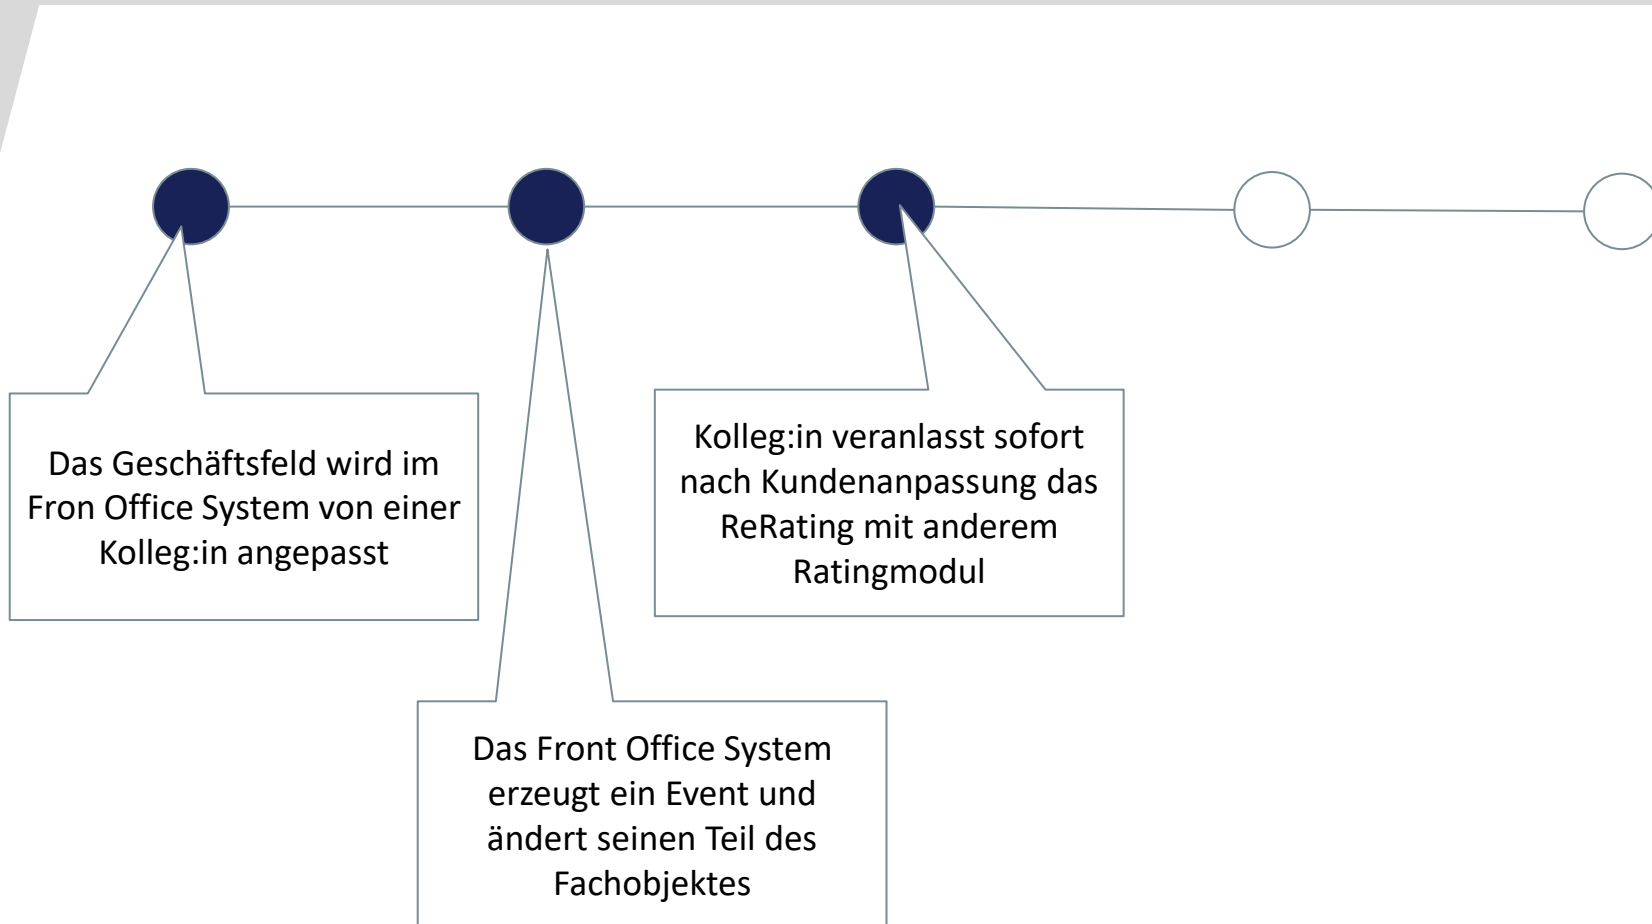 Das Geschäftsfeld wird im
Fron Office System von einer
Kolleg:in angepasst
Das Front Office System
erzeugt ein Event und
ändert seinen Teil des
Fachobjektes
Kolleg:in veranlasst sofort
nach Kundenanpassung das
ReRating mit anderem
Ratingmodul